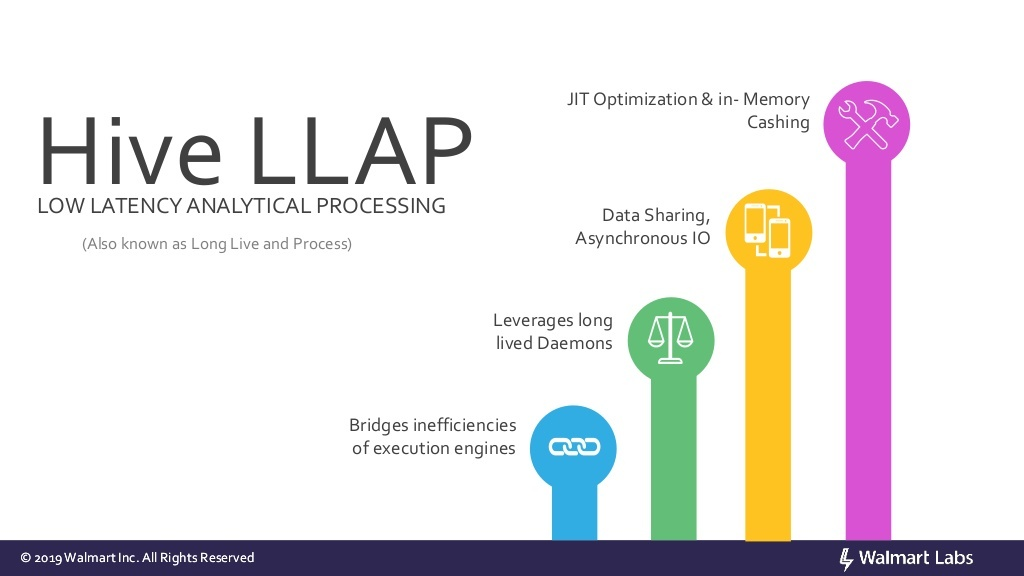 Hive LLAP
LOW LATENCY ANALYTICAL PROCESSING
(Also known as Long Live and Process)
JIT Optimization & in- Memory
Cashing
Data Sharing,
Asynchronous IO
Leverages long
lived Daemons
Bridges inefficiencies
of execution engines
© 2019 Walmart Inc. All Rights Reserved
Walmart Labs